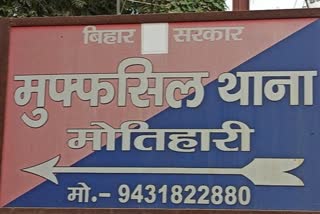 बिहार सरकार
मुफ्फसिल थाना
मोतिहारी
मो.- 9431822880